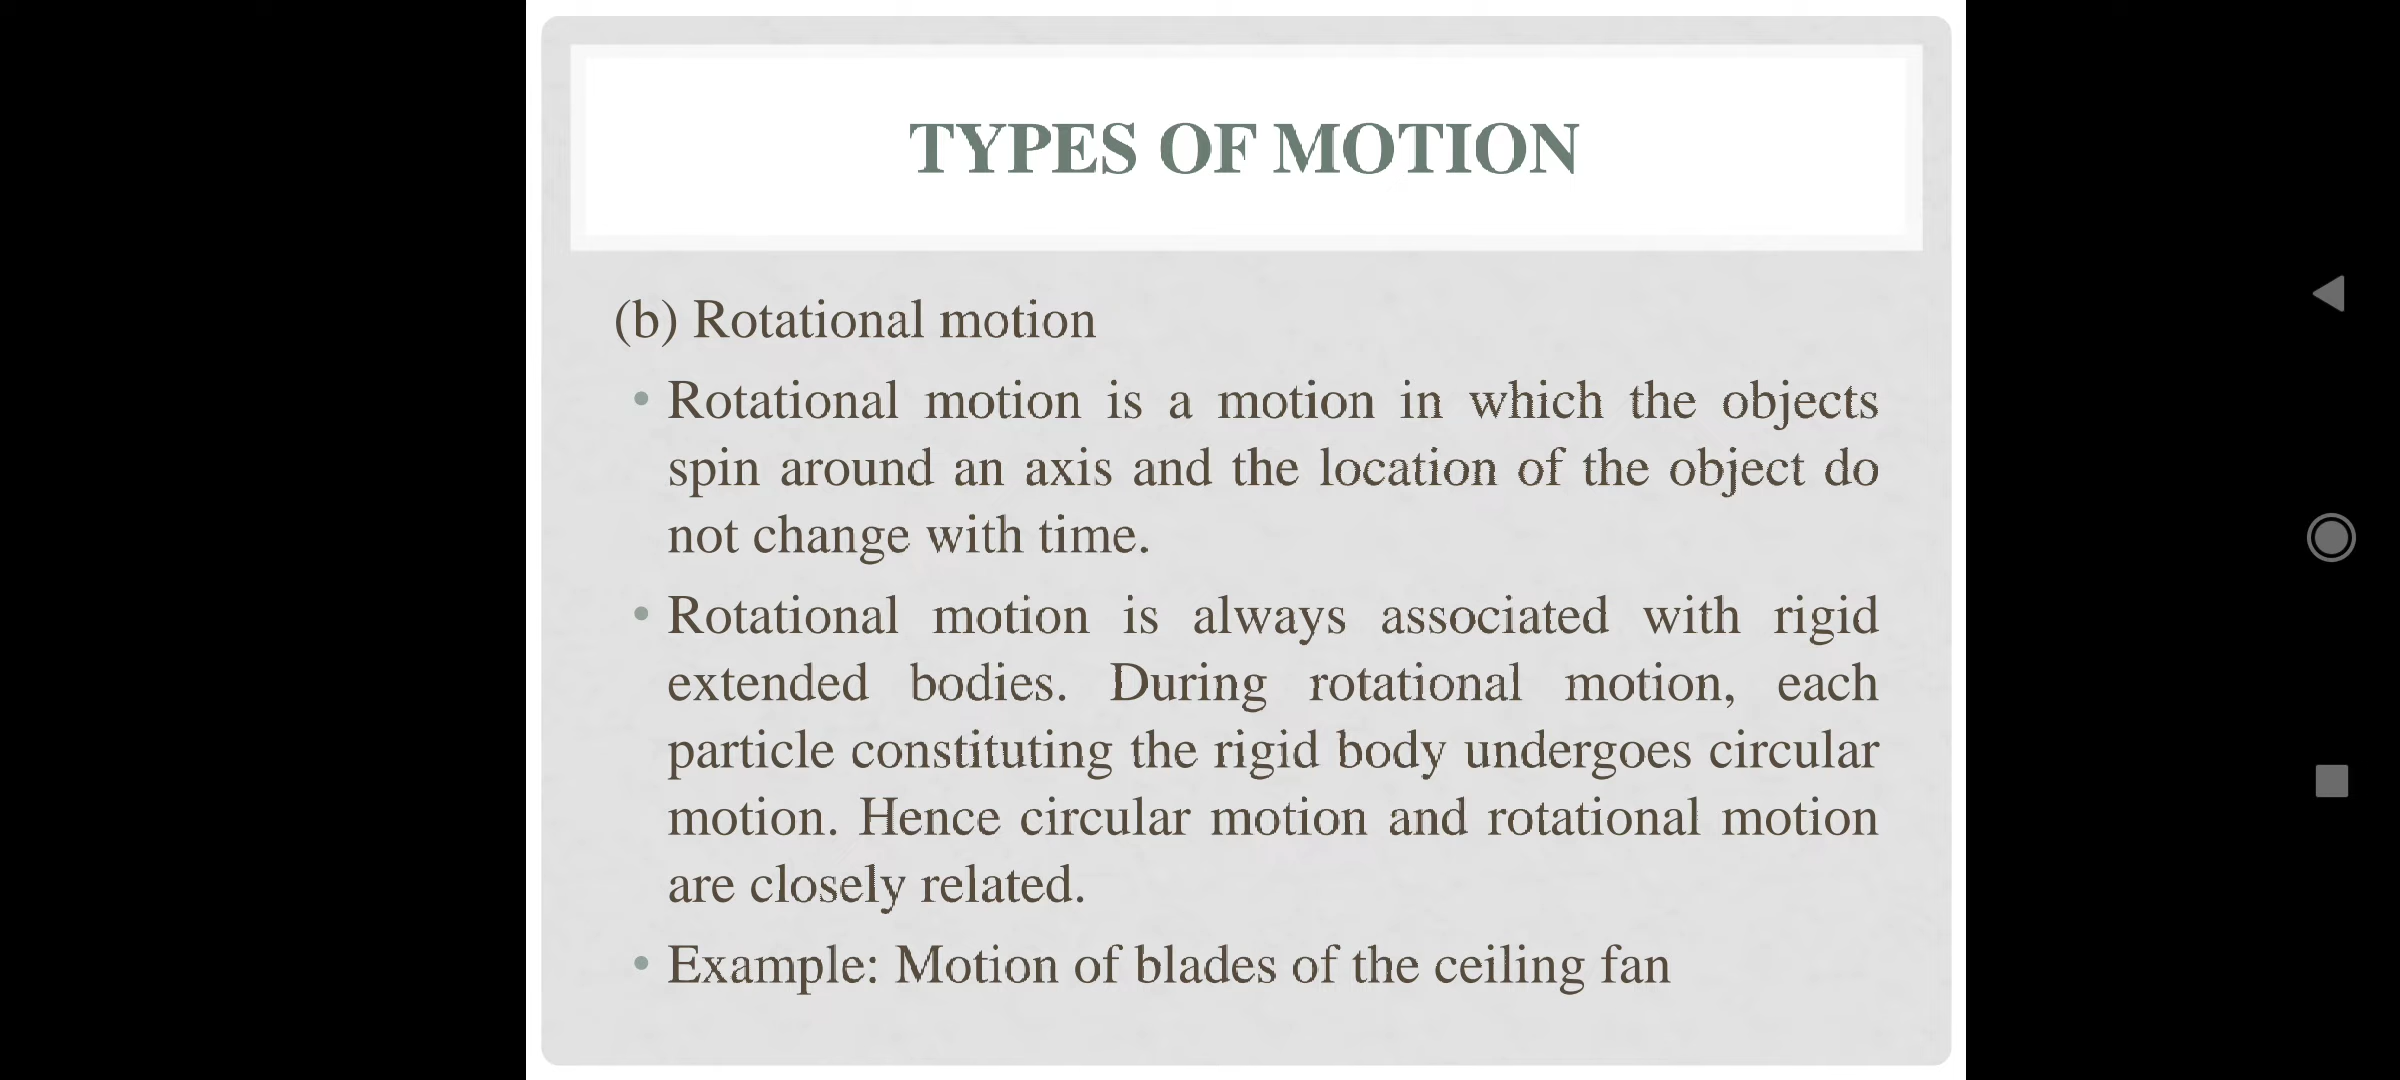 TYPES OF MOTION
(b) Rotational motion
• Rotational motion is a motion in which the objects
spin around an axis and the location of the object do
not change with time.
• Rotational motion is always associated with rigid
extended bodies. During rotational motion, each
particle constituting the rigid body undergoes circular
motion. Hence circular motion and rotational motion
are closely related.
• Example: Motion of blades of the ceiling fan